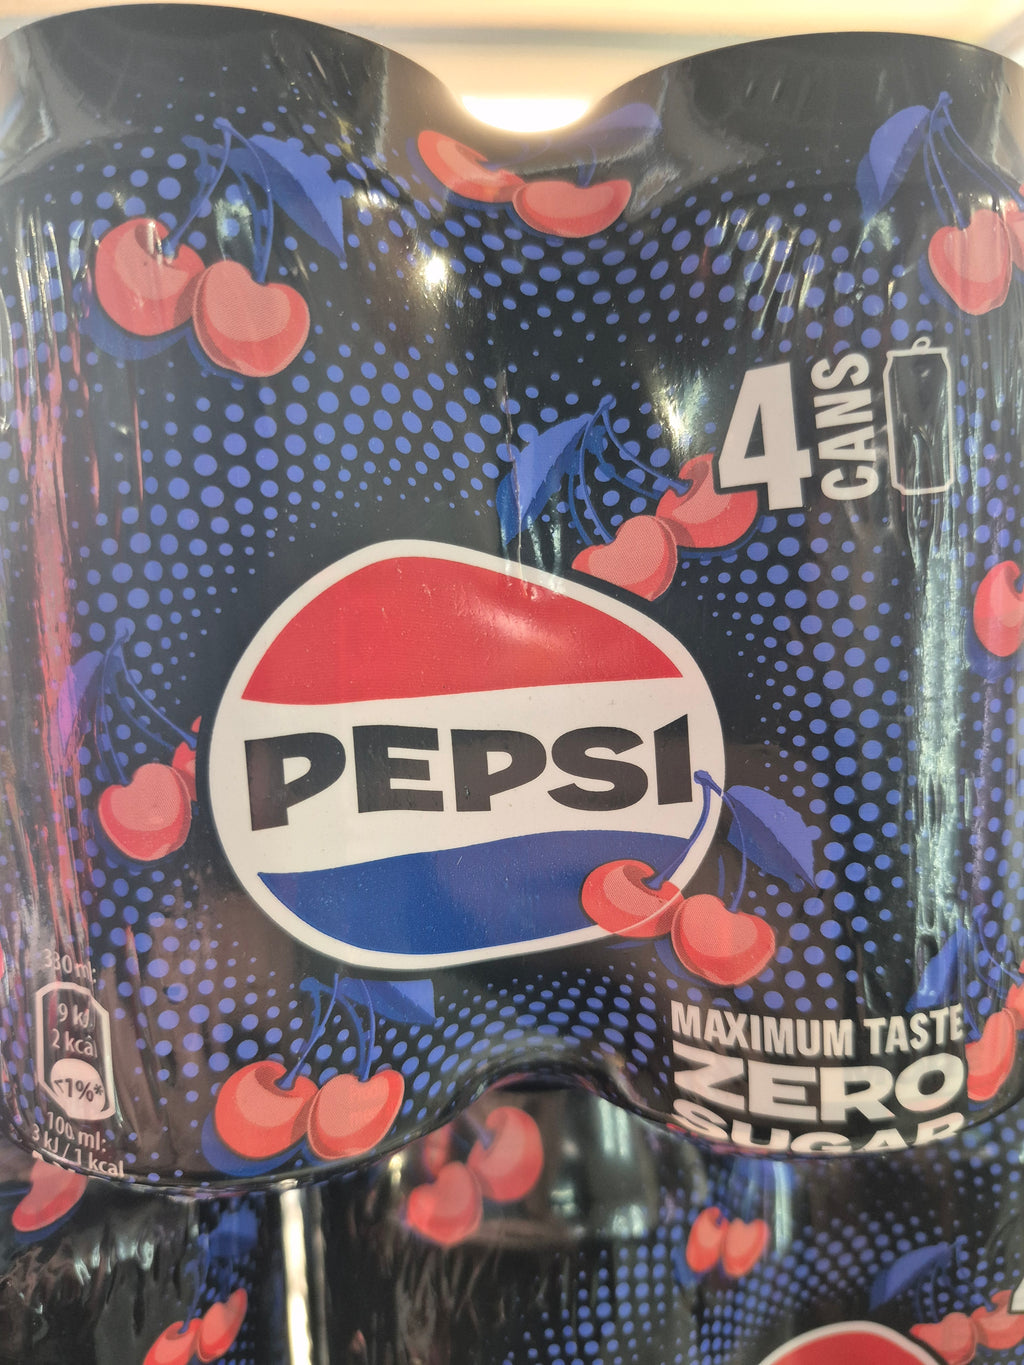 4
CANS
PEPSI
330 ml:
9 kJ
2 kcal
<1%*
100 ml:
3 kJ / 1 kcal
MAXIMUM TASTE
ZERO
SUGAR